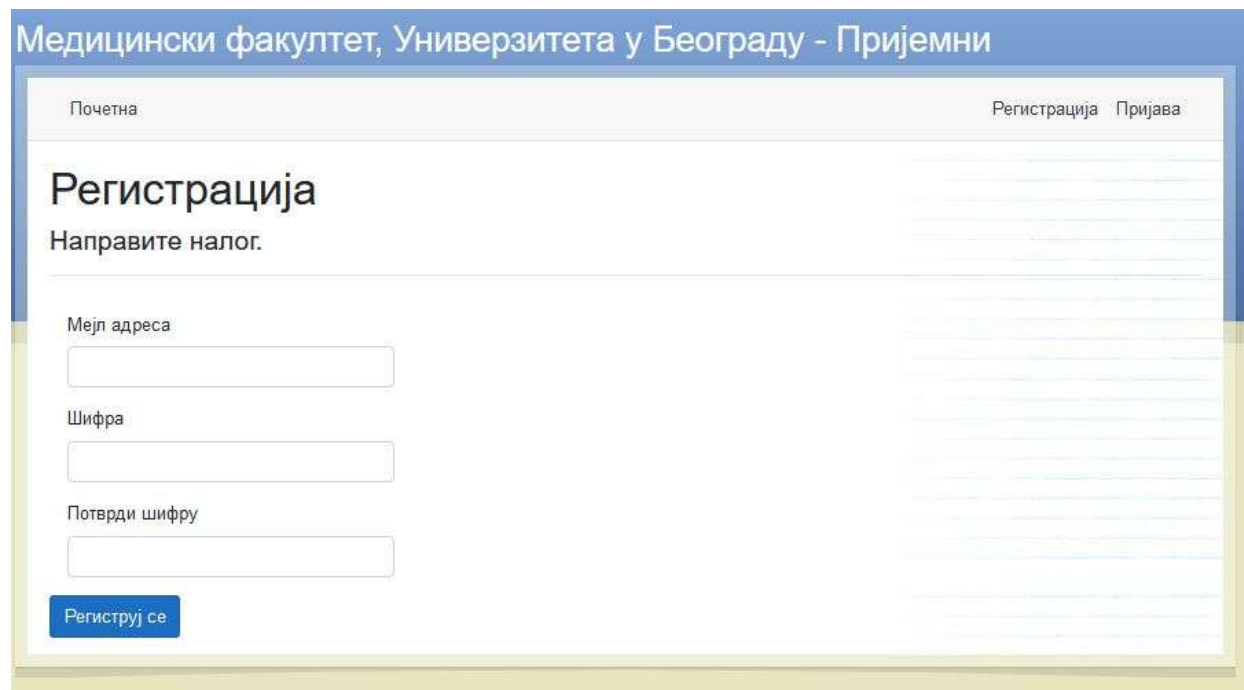 Медицински факултет, Универзитета у Београду - Пријемни
Почетна Регистрација Пријава
Регистрација
Направите налог.
Мејл адреса
Шифра
Потврди шифру
Региструј се